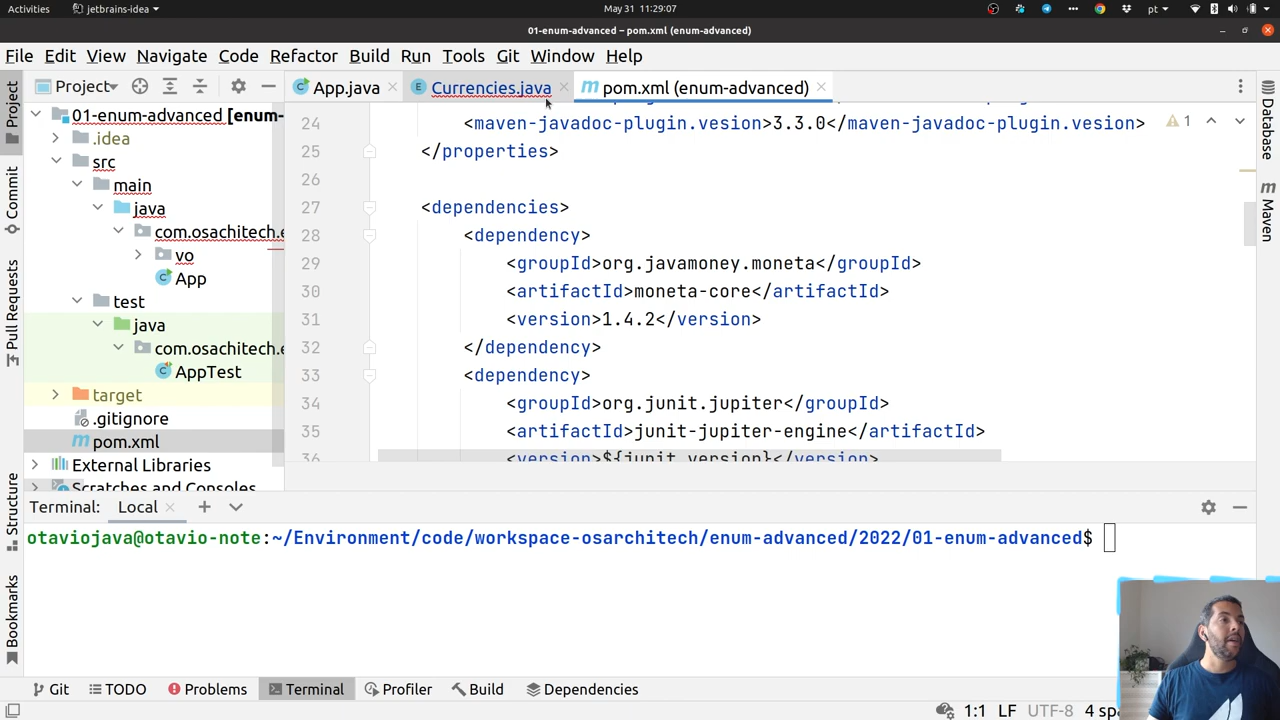 Activities
jetbrains-idea
May 31 11:29:07
pt
01-enum-advanced – pom.xml (enum-advanced)
File Edit View Navigate Code Refactor Build Run Tools Git Window Help
Project
App.java
Currencies.java
pom.xml (enum-advanced)
Project
Commit
Pull Requests
Structure
Bookmarks
01-enum-advanced [enum-
.idea
src
main
java
com.osachitech.e
vo
App
test
java
com.osachitech.e
AppTest
target
.gitignore
pom.xml
External Libraries
Scratches and Consoles
24 <maven-javadoc-plugin.vesion>3.3.0</maven-javadoc-plugin.vesion>
25 </properties>
26
27 <dependencies>
28 <dependency>
29 <groupId>org.javamoney.moneta</groupId>
30 <artifactId>moneta-core</artifactId>
31 <version>1.4.2</version>
32 </dependency>
33 <dependency>
34 <groupId>org.junit.jupiter</groupId>
35 <artifactId>junit-jupiter-engine</artifactId>
36 <version>${junit.version}</version>
1
Database
Maven
Terminal: Local
otaviojava@otavio-note:~/Environment/code/workspace-osarchitech/enum-advanced/2022/01-enum-advanced$
Git TODO Problems Terminal Profiler Build Dependencies
1:1 LF UTF-8 4 spa